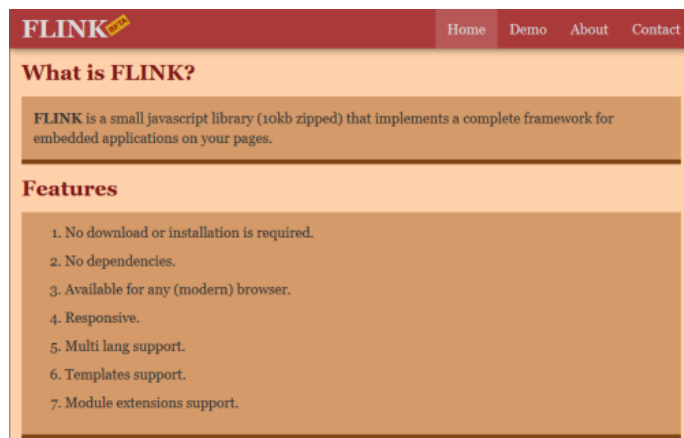 FLINK BETA
Home Demo About Contact
What is FLINK?
FLINK is a small javascript library (10kb zipped) that implements a complete framework for
embedded applications on your pages.
Features
1. No download or installation is required.
2. No dependencies.
3. Available for any (modern) browser.
4. Responsive.
5. Multi lang support.
6. Templates support.
7. Module extensions support.